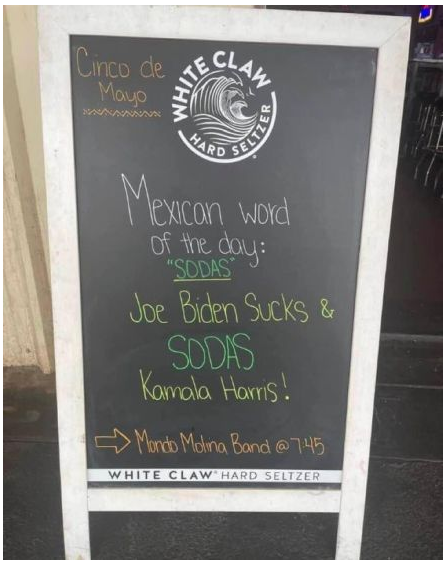 Cinco de
Mayo
WHITE CLAW
HARD SELTZER
Mexican word
of the day:
"SODAS"
Joe Biden Sucks &
SODAS
Kamala Harris!
Mondo Molina Band @ 7:45
WHITE CLAW® HARD SELTZER